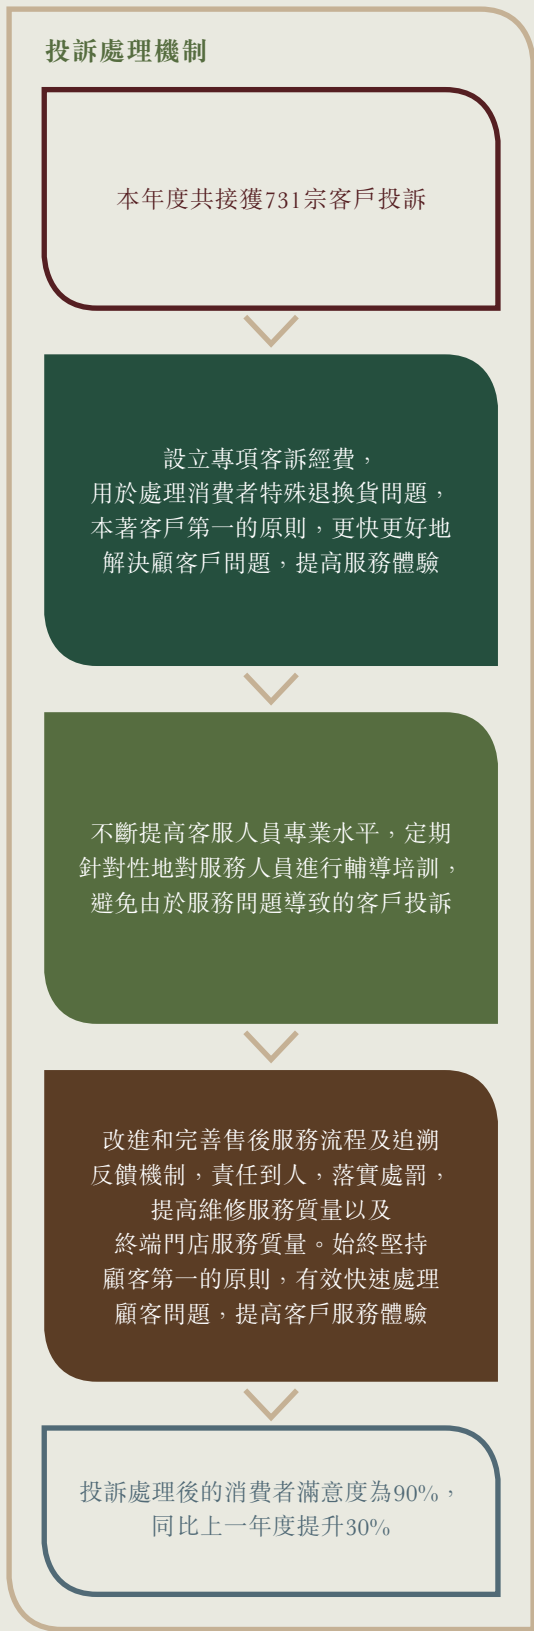 投訴處理機制
本年度共接獲731宗客戶投訴
設立專項客訴經費，
用於處理消費者特殊退換貨問題，
本著客戶第一的原則，更快更好地
解決顧客戶問題，提高服務體驗
不斷提高客服人員專業水平，定期
針對性地對服務人員進行輔導培訓，
避免由於服務問題導致的客戶投訴
改進和完善售後服務流程及追溯
反饋機制，責任到人，落實處罰，
提高維修服務質量以及
終端門店服務質量。始終堅持
顧客第一的原則，有效快速處理
顧客問題，提高客戶服務體驗
投訴處理後的消費者滿意度為90%，
同比上一年度提升30%